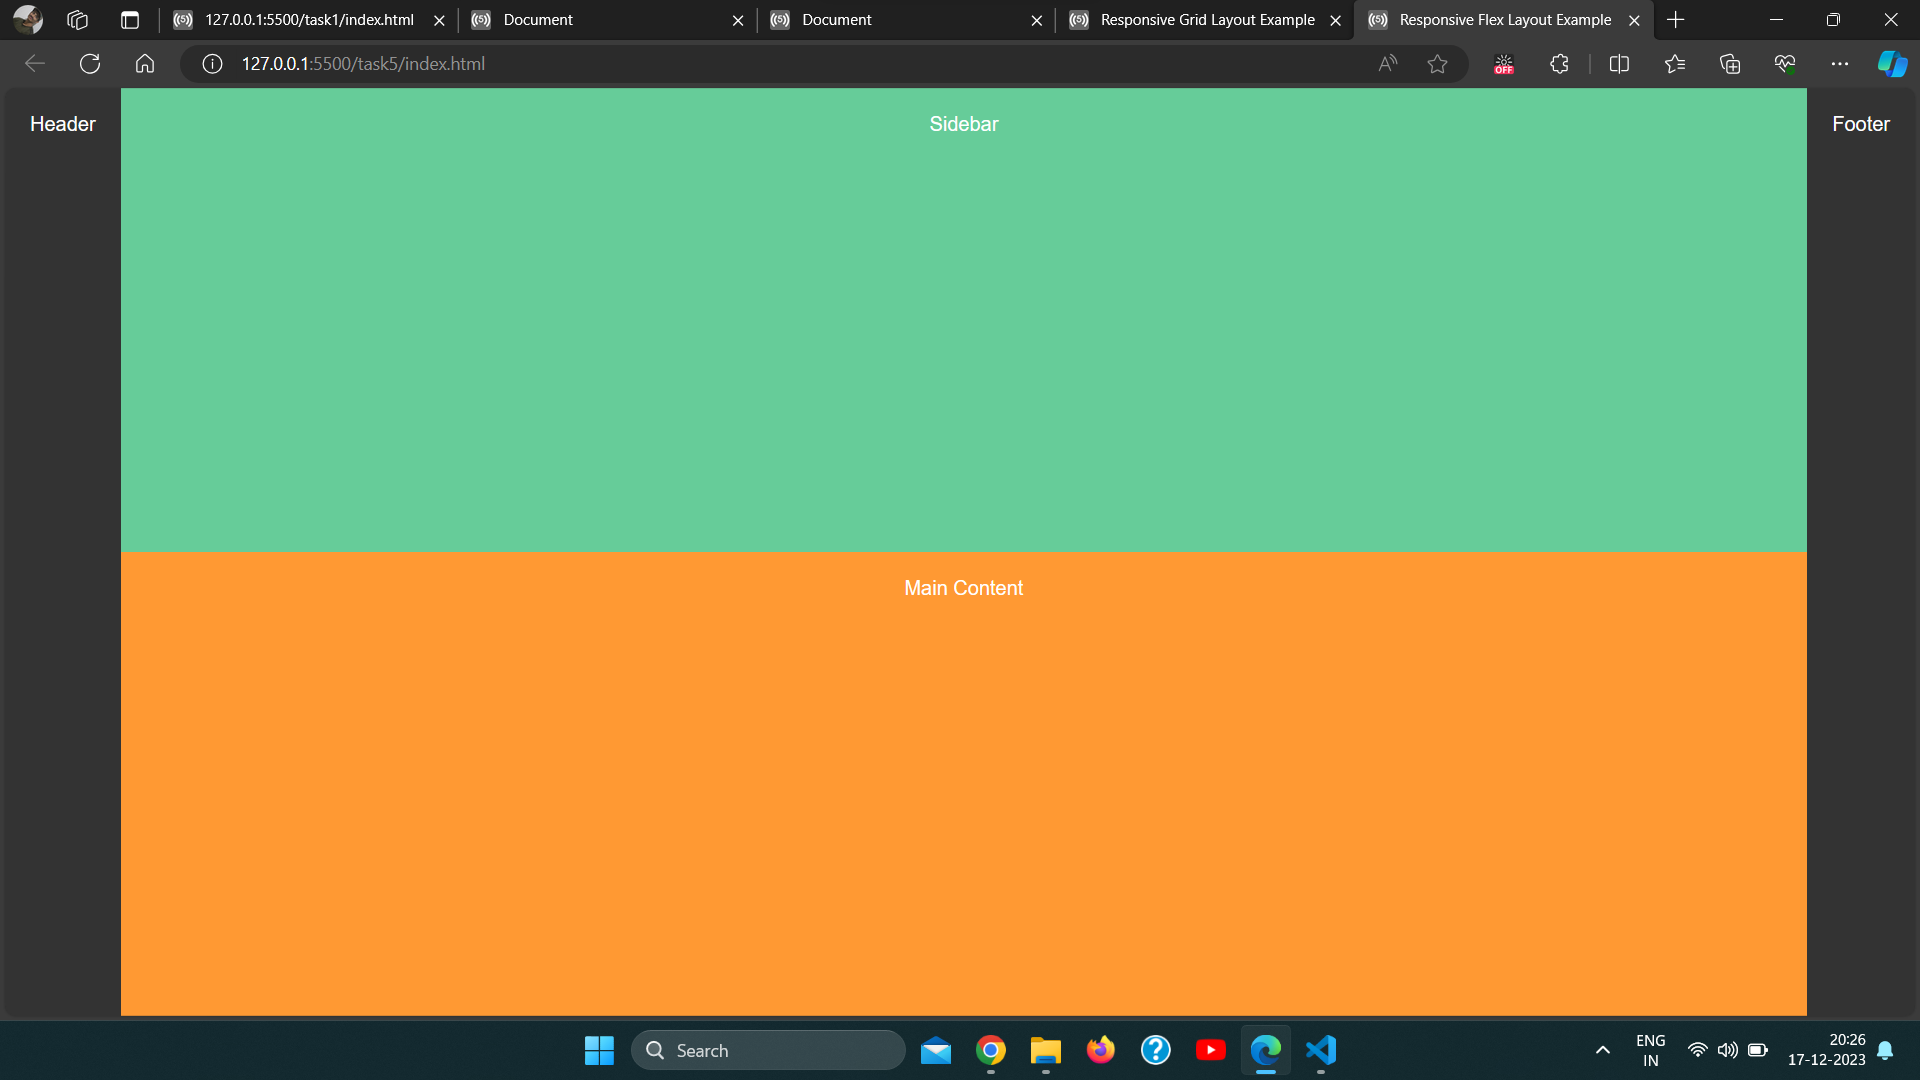 127.0.0.1:5500/task1/index.html
Document
Document
Responsive Grid Layout Example
Responsive Flex Layout Example
127.0.0.1:5500/task5/index.html
OFF
Header
Sidebar
Footer
Main Content
Search
ENG
IN
20:26
17-12-2023